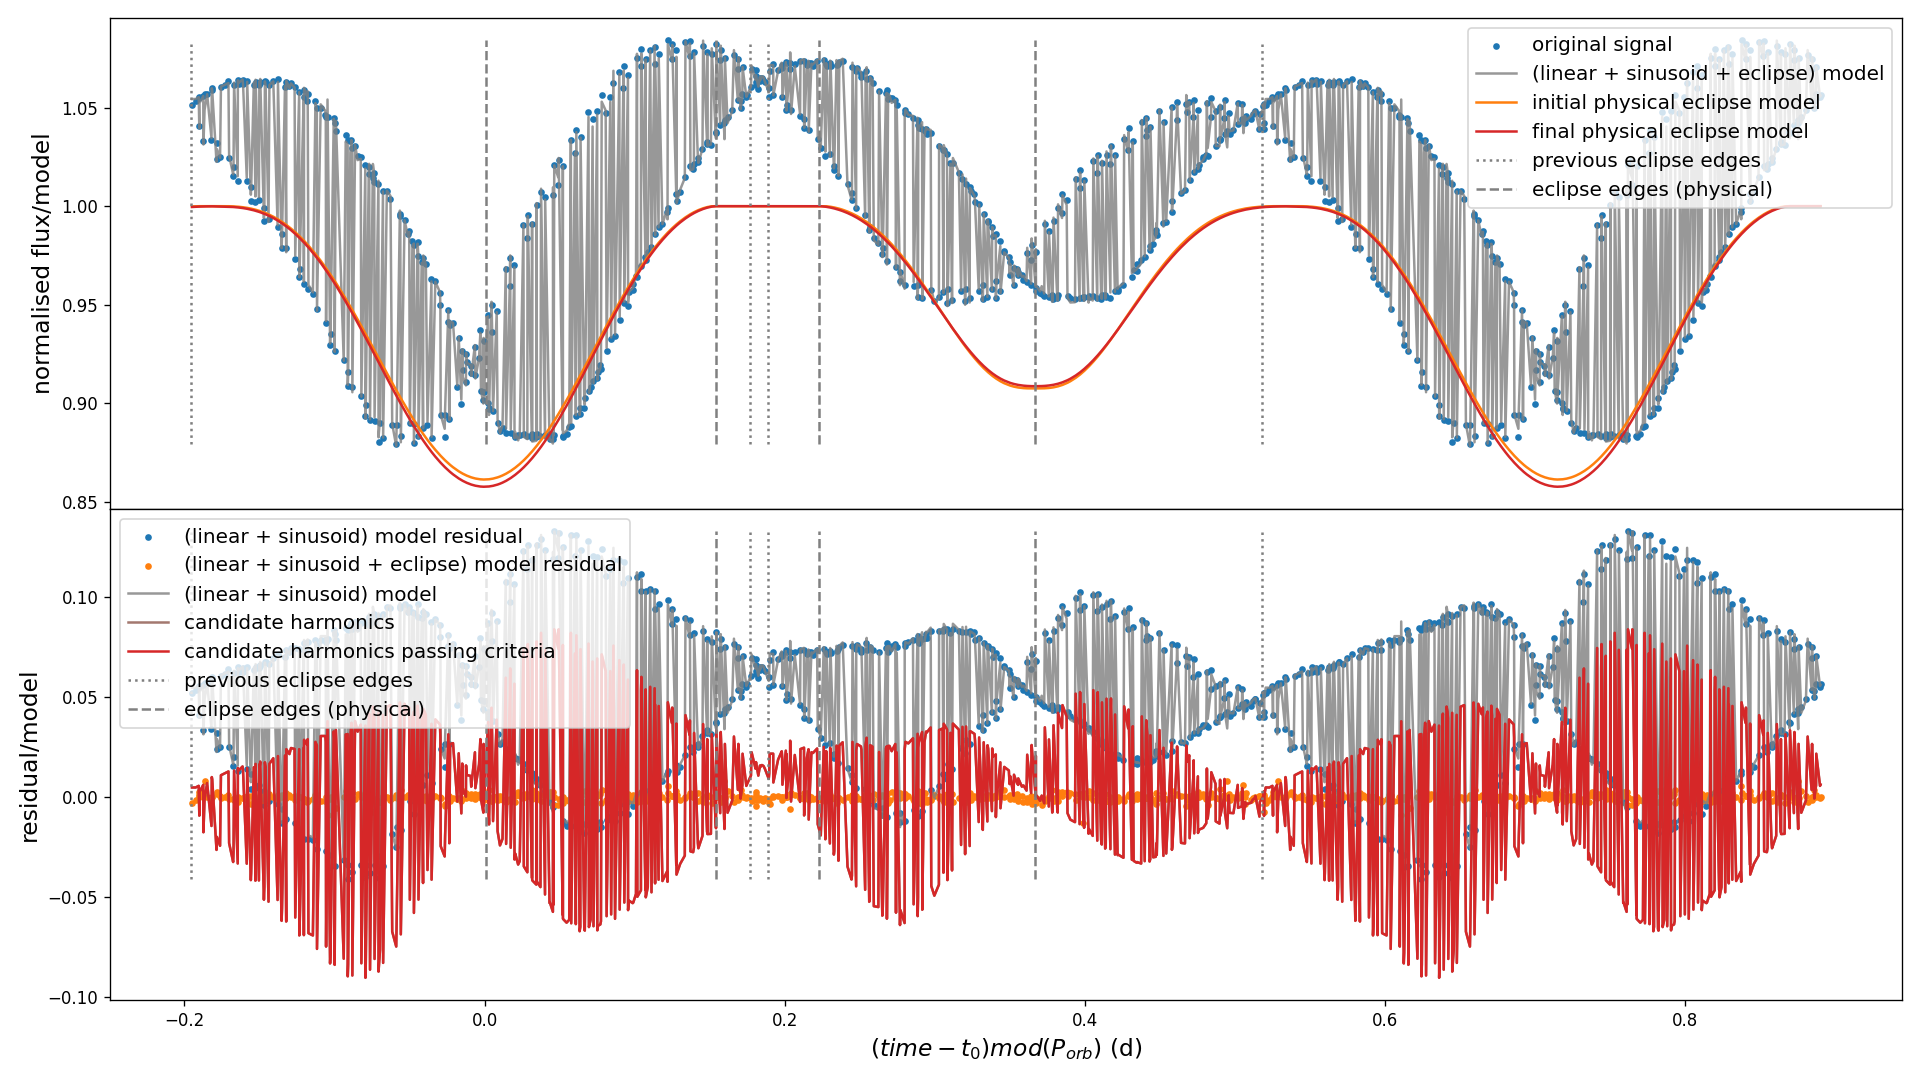 normalised flux/model
1.05
1.00
0.95
0.90
0.85
original signal
(linear + sinusoid + eclipse) model
initial physical eclipse model
final physical eclipse model
previous eclipse edges
eclipse edges (physical)
residual/model
0.10
0.05
0.00
−0.05
−0.10
(linear + sinusoid) model residual
(linear + sinusoid + eclipse) model residual
(linear + sinusoid) model
candidate harmonics
candidate harmonics passing criteria
previous eclipse edges
eclipse edges (physical)
−0.2 0.0 0.2 0.4 0.6 0.8
(time − t₀)mod(Pₒᵣb) (d)